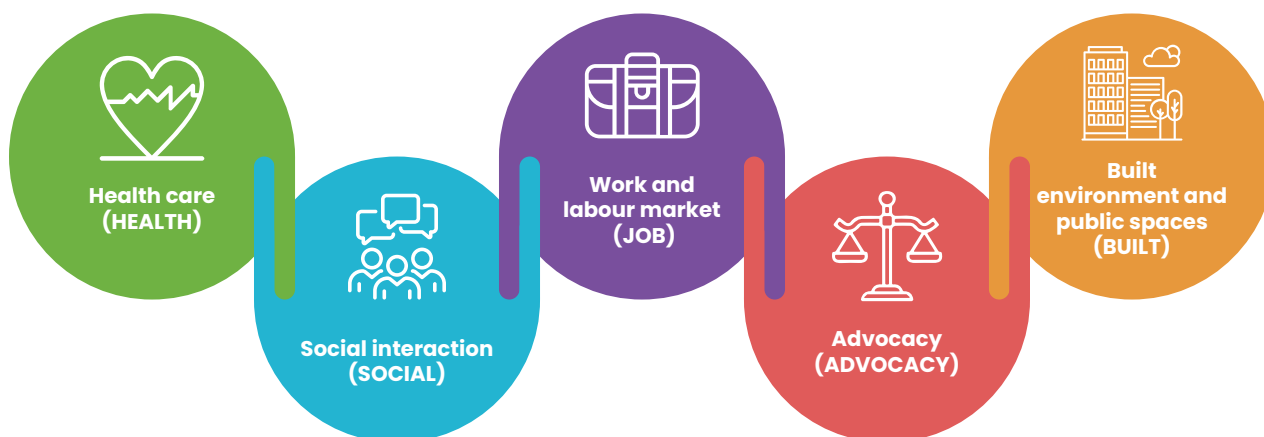 Health care
(HEALTH)
Social interaction
(SOCIAL)
Work and
labour market
(JOB)
Advocacy
(ADVOCACY)
Built
environment and
public spaces
(BUILT)